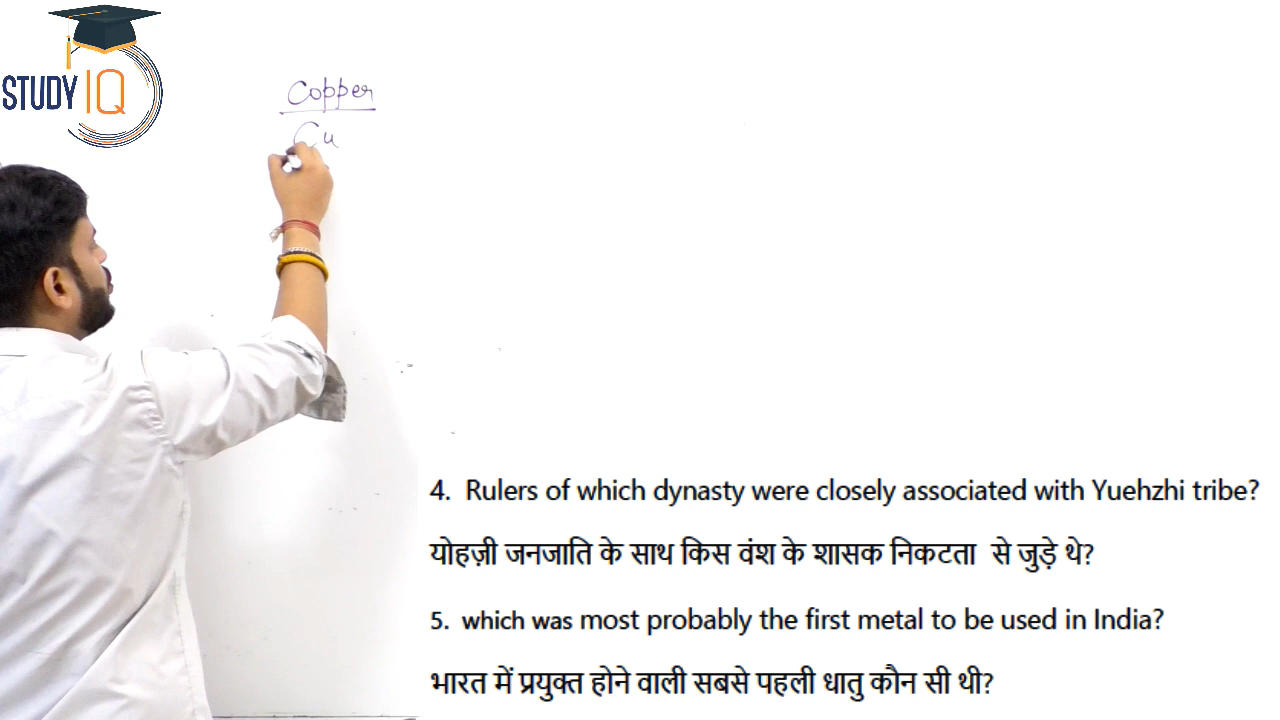 STUDY IQ
Copper
Cu
4. Rulers of which dynasty were closely associated with Yuehzhi tribe?
योहज़ी जनजाति के साथ किस वंश के शासक निकटता से जुड़े थे?
5. which was most probably the first metal to be used in India?
भारत में प्रयुक्त होने वाली सबसे पहली धातु कौन सी थी?